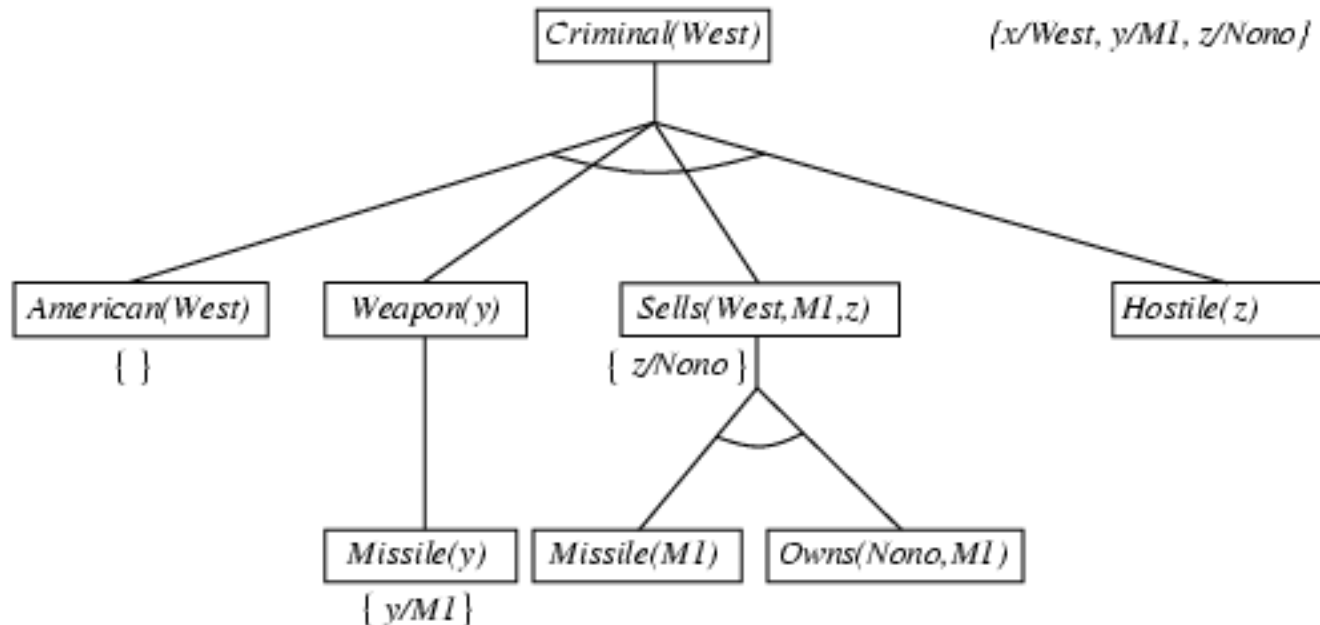 Criminal(West) {x/West, y/M1, z/Nono}
American(West) Weapon(y) Sells(West,M1,z) Hostile(z)
{ } { z/Nono }
Missile(y) Missile(M1) Owns(Nono,M1)
{ y/M1 }